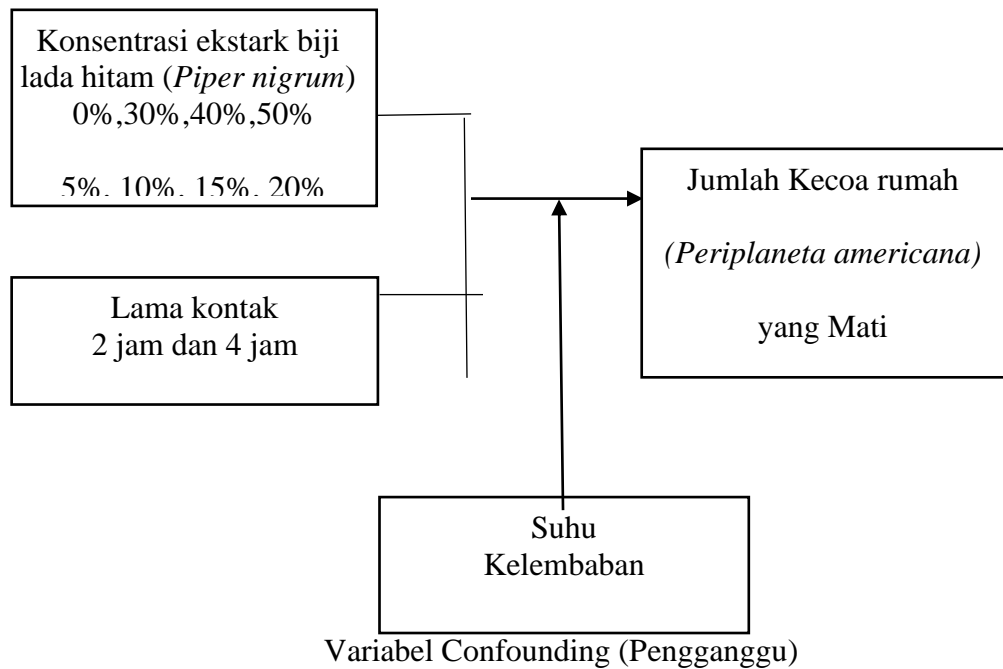 Konsentrasi ekstark biji
lada hitam (Piper nigrum)
0%,30%,40%,50%
5%, 10%, 15%, 20%
Lama kontak
2 jam dan 4 jam
Jumlah Kecoa rumah
(Periplaneta americana)
yang Mati
Suhu
Kelembaban
Variabel Confounding (Pengganggu)